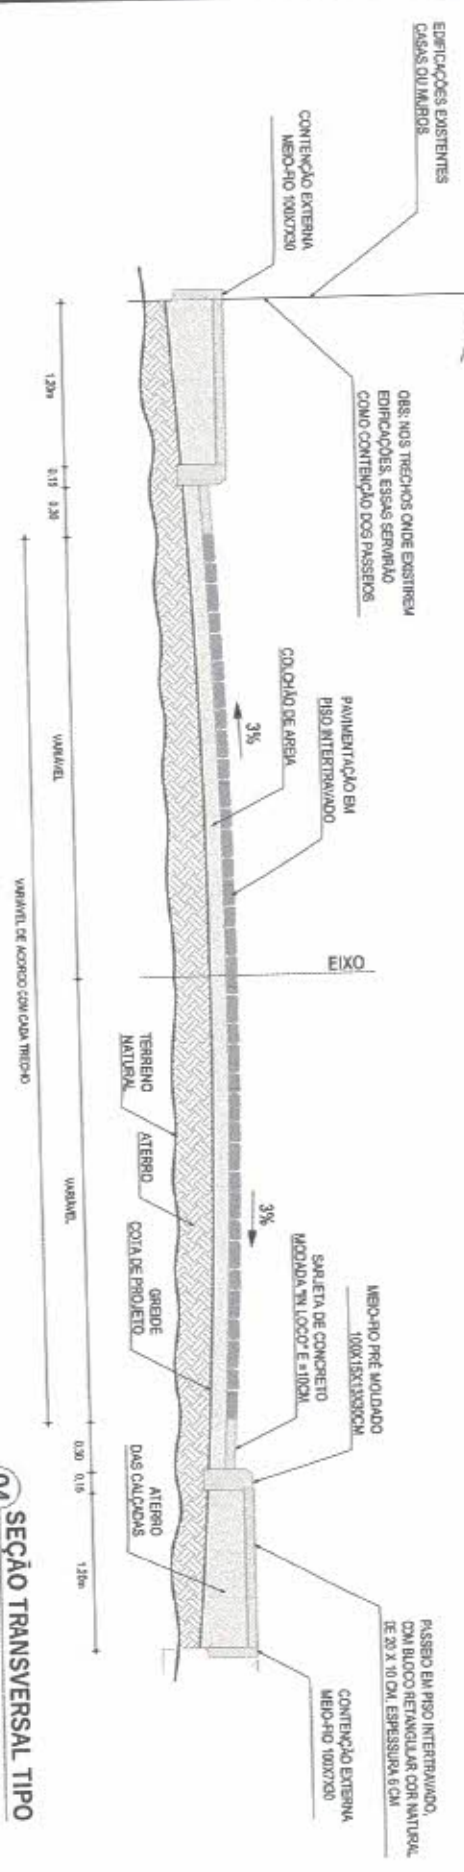 EDIFICAÇÕES EXISTENTES
CASAS OU MUROS
CONTENÇÃO EXTERNA
MEIO-FIO 100X7X30
OBS: NOS TRECHOS ONDE EXISTIREM
EDIFICAÇÕES, ESSAS SERVIRÃO
COMO CONTENÇÃO DOS PASSEIOS
PAVIMENTAÇÃO EM
PISO INTERTRAVADO
COLCHÃO DE AREIA
3%
EIXO
3%
SARJETA DE CONCRETO
MODADA "IN LOCO" E =10CM
MEIO-FIO PRÉ MOLDADO
100X15X13X30CM
PASSEIO EM PISO INTERTRAVADO,
COM BLOCO RETANGULAR COR NATURAL
DE 20 X 10 CM, ESPESSURA 6 CM
CONTENÇÃO EXTERNA
MEIO-FIO 100X7X30
TERRENO
NATURAL
ATERRO
GREIDE
COTA DE PROJETO
ATERRO
DAS CALÇADAS
1,20m
0,15
0,30
VARIÁVEL
VARIÁVEL
0,30
0,15
1,20m
VARIÁVEL DE ACORDO COM CADA TRECHO
04 SEÇÃO TRANSVERSAL TIPO